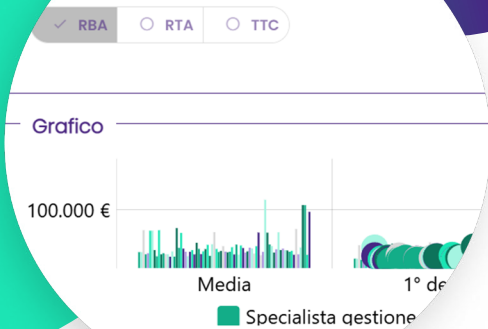 RBA RTA TTC
Grafico
100.000 €
Media 1° de
Specialista gestione